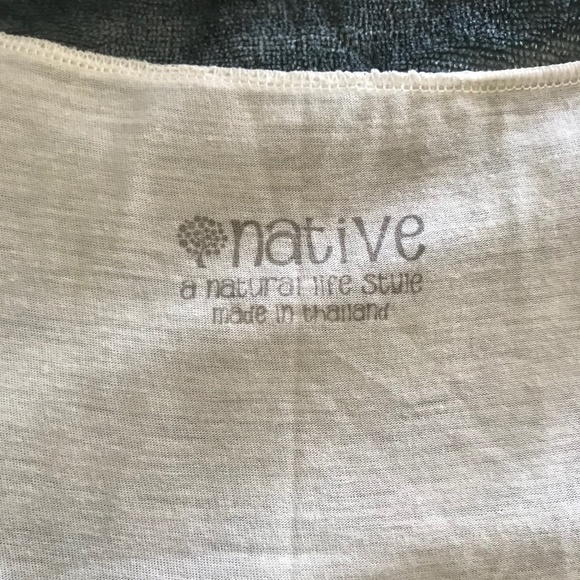 native
a natural life style
made in thailand